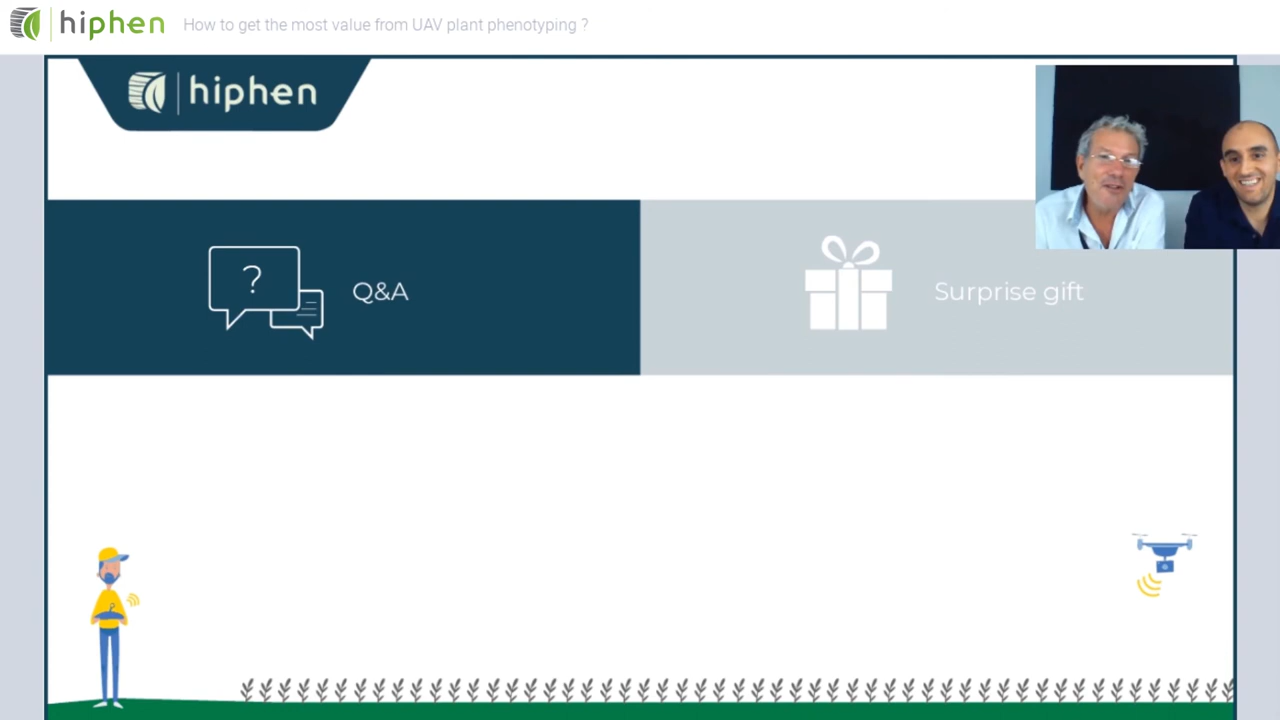 hiphen How to get the most value from UAV plant phenotyping ?
hiphen
? Q&A
Surprise gift